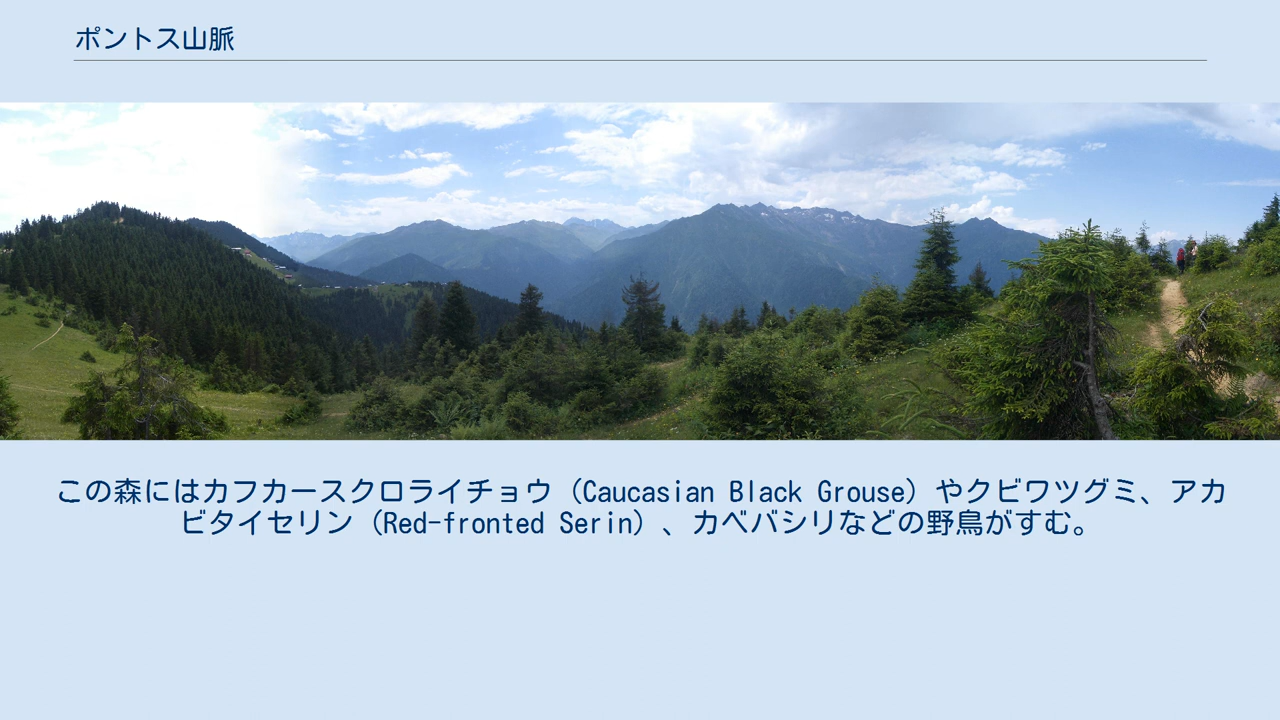 ポントス山脈
この森にはカフカースクロライチョウ（Caucasian Black Grouse）やクビワツグミ、アカ
ビタイセリン（Red-fronted Serin）、カベバシリなどの野鳥がすむ。